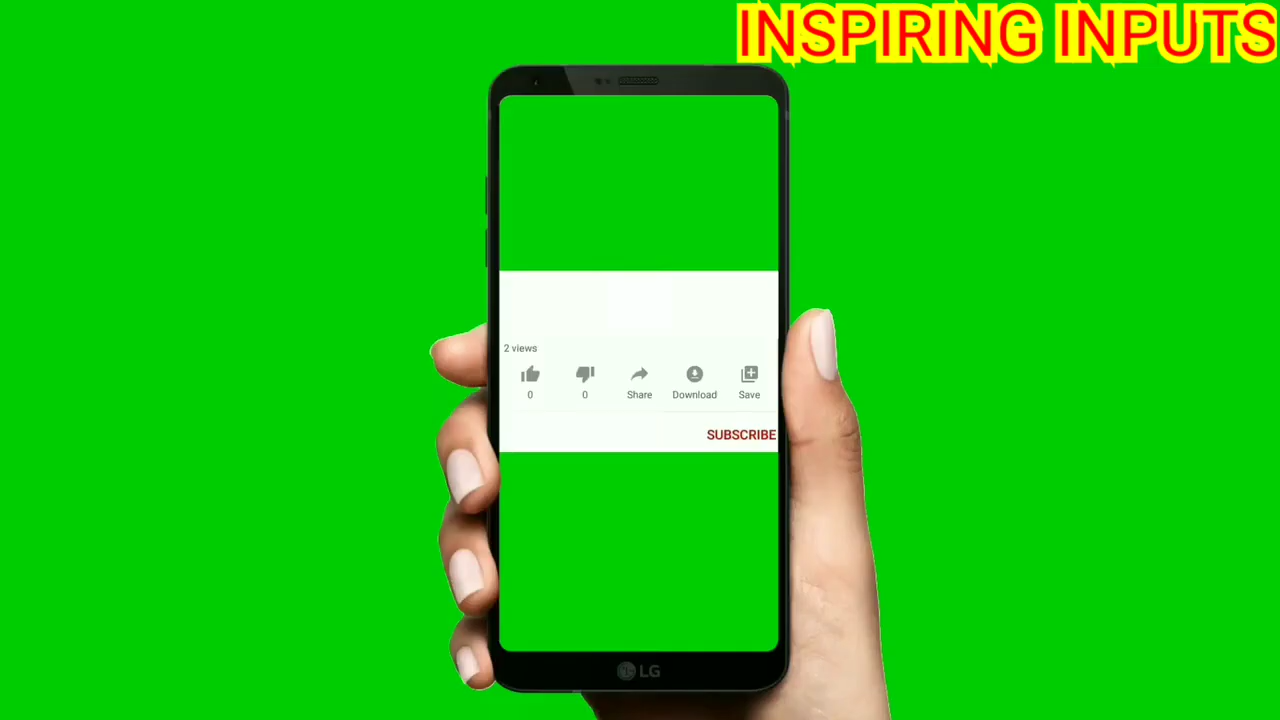 INSPIRING INPUTS
2 views
0
0
Share
Download
Save
SUBSCRIBE
LG